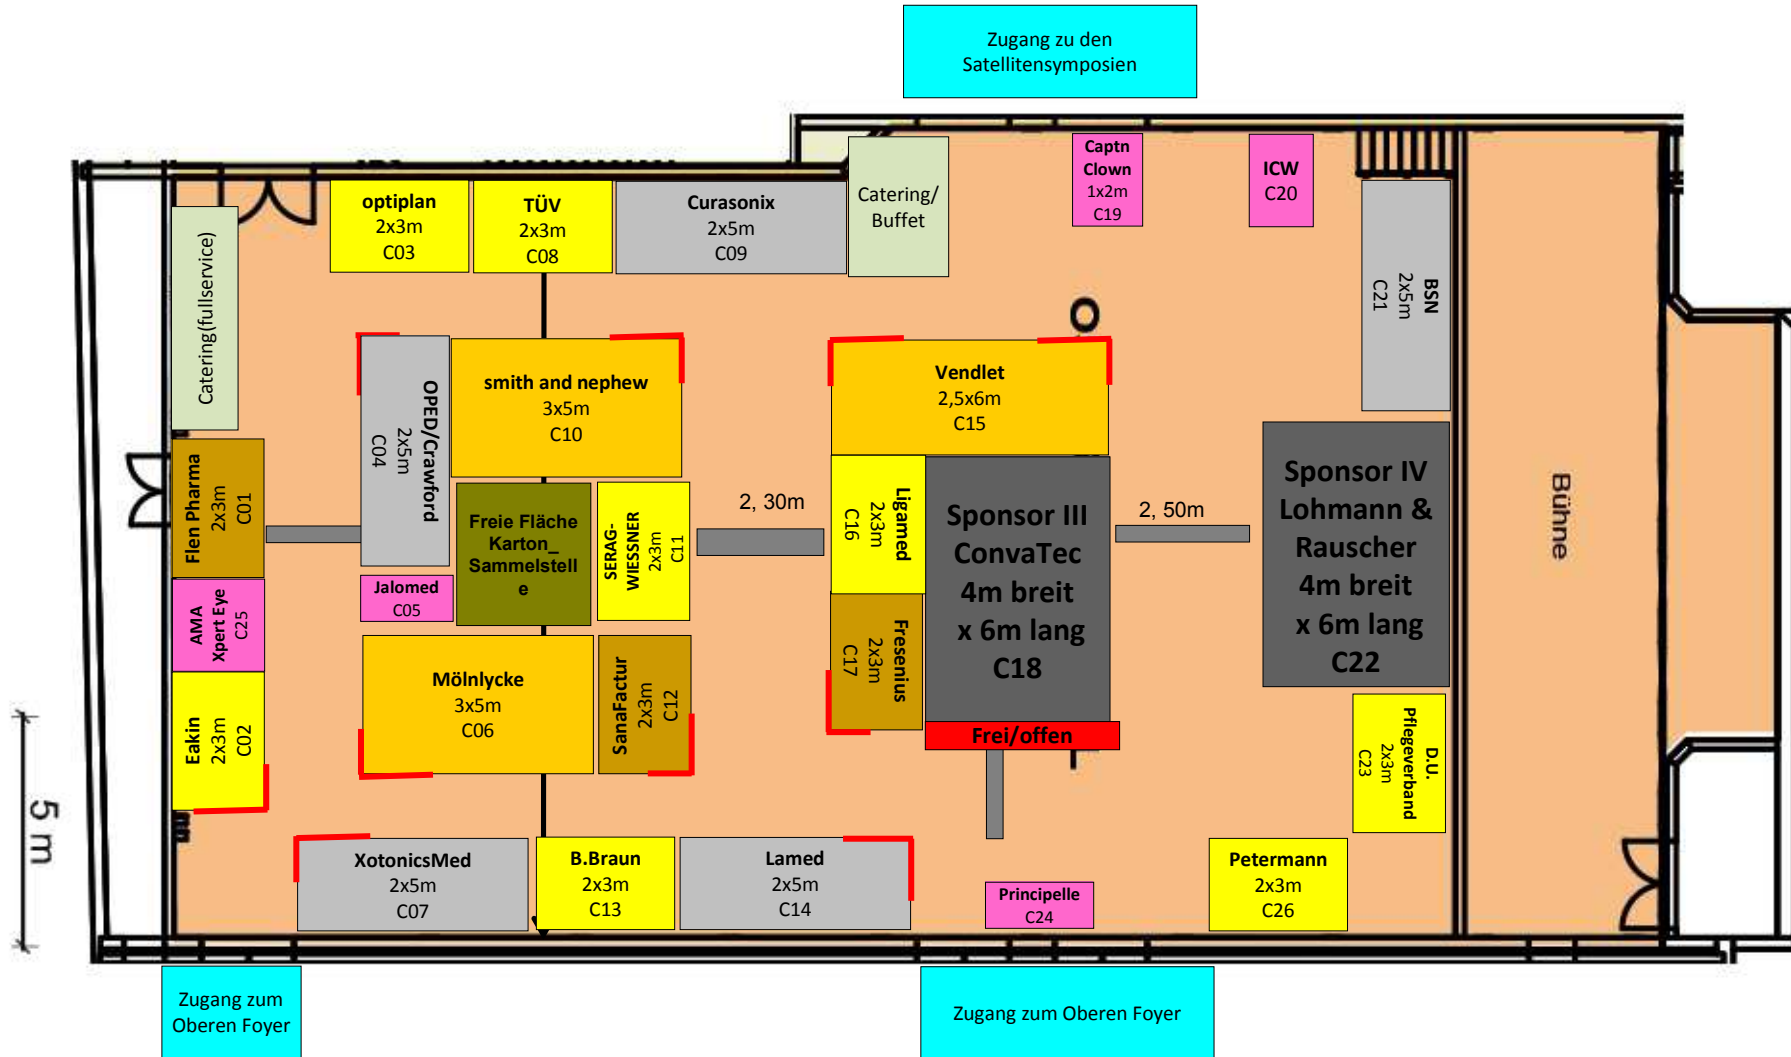 Zugang zu den
Satellitensymposien
Captn
Clown
1x2m
C19
ICW
C20
optiplan
2x3m
C03
TÜV
2x3m
C08
Curasonix
2x5m
C09
Catering/
Buffet
Catering(fullservice)
BSN
2x5m
C21
OPED/Crawford
2x5m
C04
smith and nephew
3x5m
C10
Vendlet
2,5x6m
C15
Flen Pharma
2x3m
C01
Freie Fläche
Karton_
Sammelstell
e
SERAG-
WIESSNER
2x3m
C11
2, 30m
Ligamed
2x3m
C16
Sponsor III
ConvaTec
4m breit
x 6m lang
C18
2, 50m
Sponsor IV
Lohmann &
Rauscher
4m breit
x 6m lang
C22
Bühne
Jalomed
C05
AMA
Xpert Eye
C25
Mölnlycke
3x5m
C06
SanaFactur
2x3m
C12
Fresenius
2x3m
C17
Frei/offen
Eakin
2x3m
C02
D.U.
Pflegeverband
2x3m
C23
5 m
XotonicsMed
2x5m
C07
B.Braun
2x3m
C13
Lamed
2x5m
C14
Principelle
C24
Petermann
2x3m
C26
Zugang zum
Oberen Foyer
Zugang zum Oberen Foyer